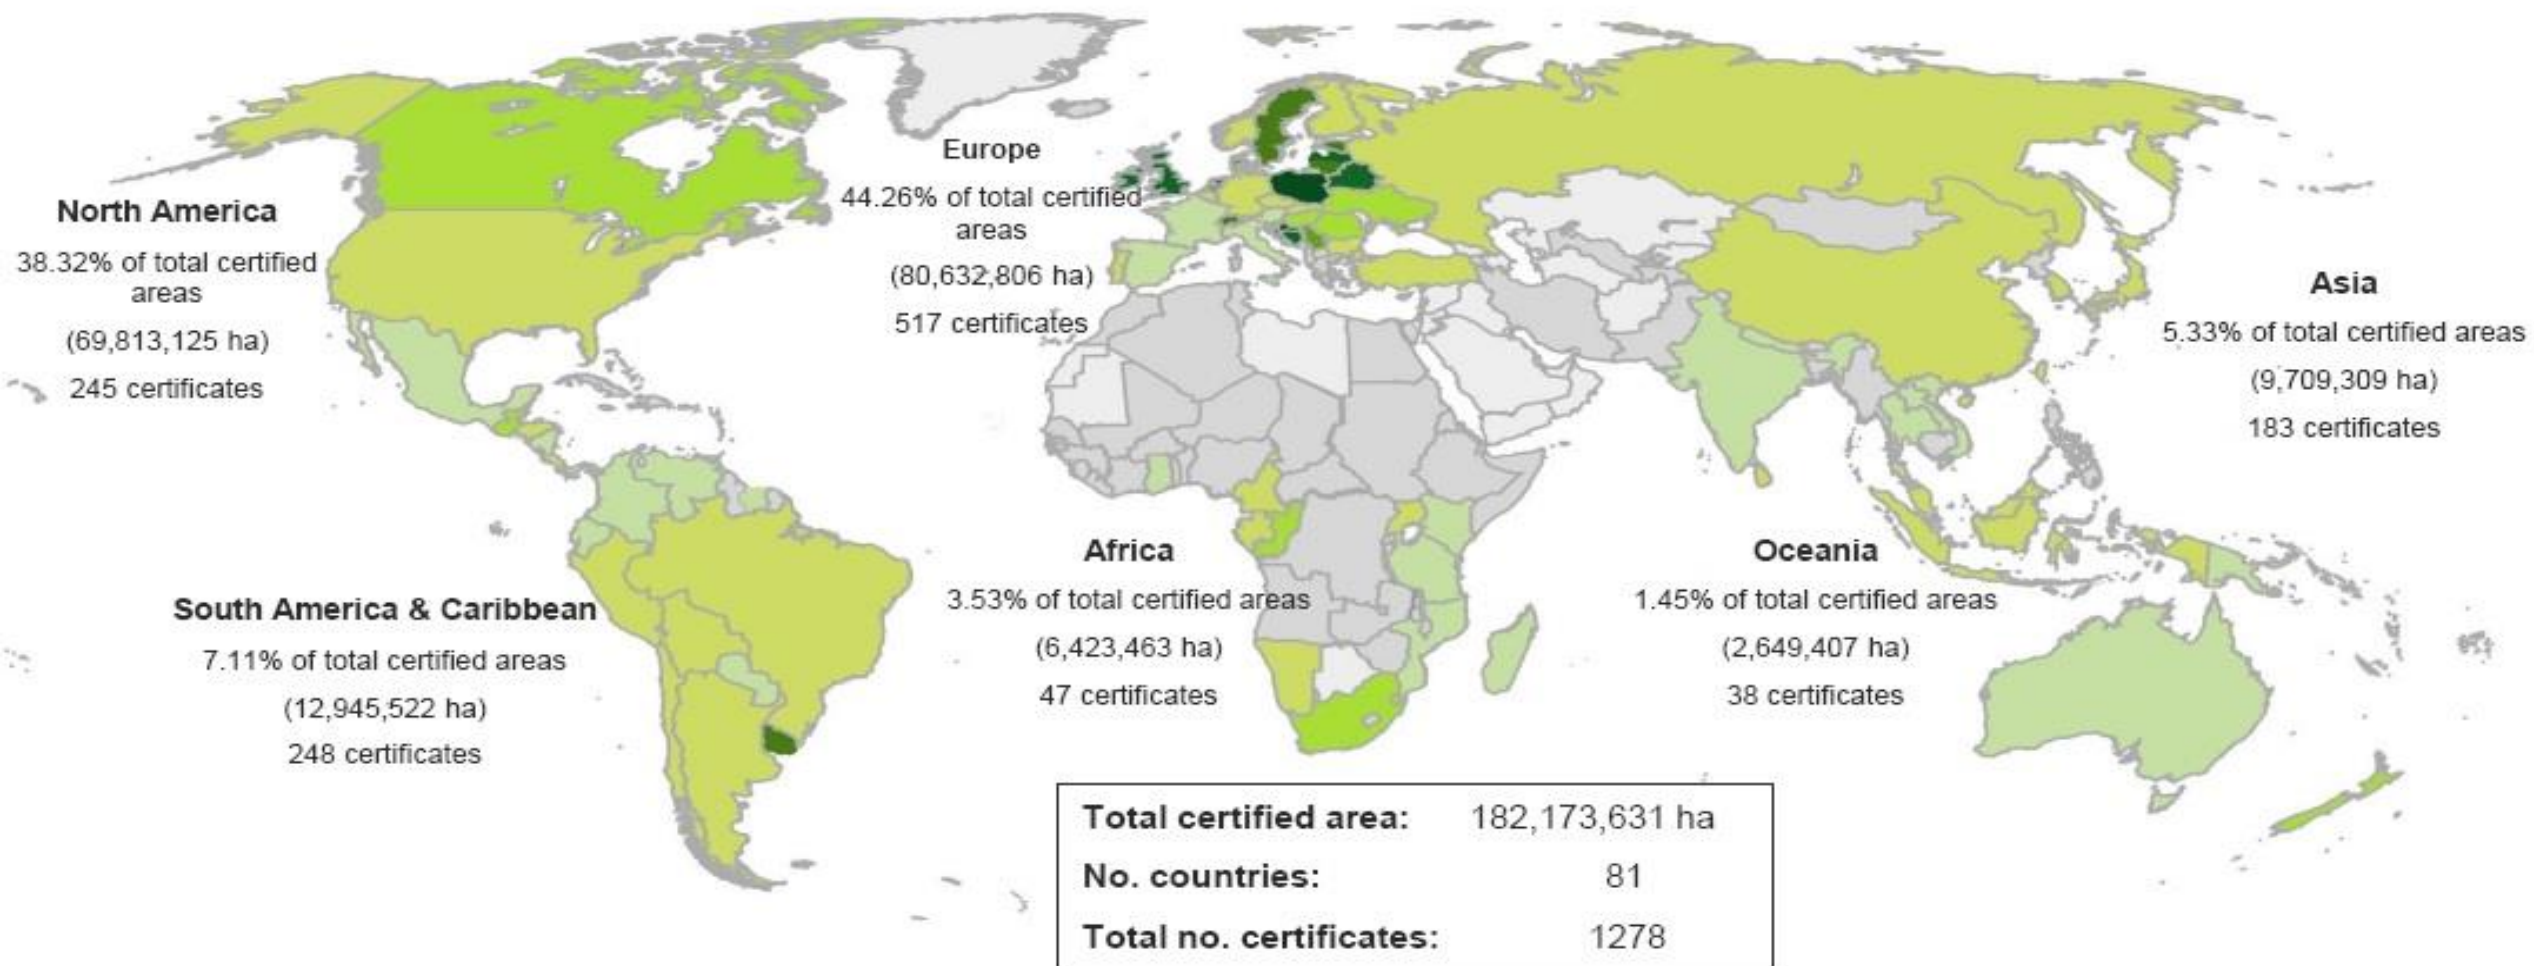 North America
38.32% of total certified
areas
(69,813,125 ha)
245 certificates
Europe
44.26% of total certified
areas
(80,632,806 ha)
517 certificates
Asia
5.33% of total certified areas
(9,709,309 ha)
183 certificates
South America & Caribbean
7.11% of total certified areas
(12,945,522 ha)
248 certificates
Africa
3.53% of total certified areas
(6,423,463 ha)
47 certificates
Oceania
1.45% of total certified areas
(2,649,407 ha)
38 certificates
Total certified area: 182,173,631 ha
No. countries: 81
Total no. certificates: 1278